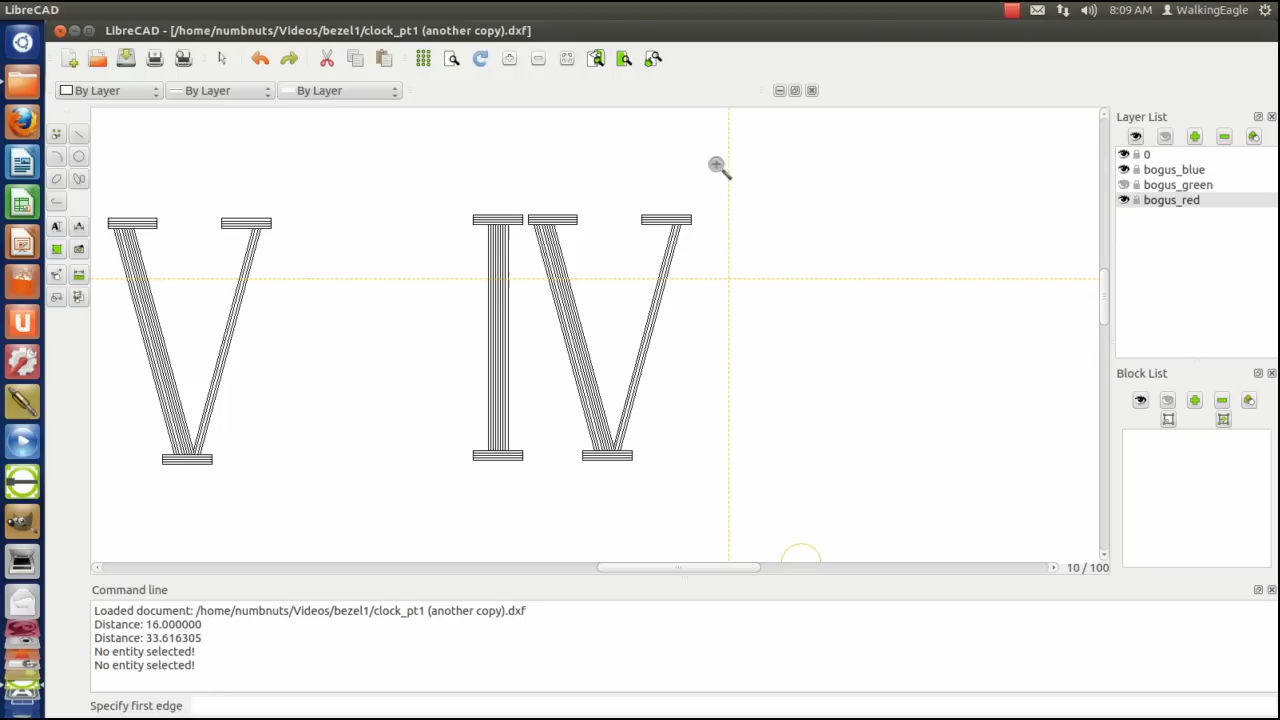 LibreCAD
8:09 AM
WalkingEagle
LibreCAD - [/home/numbnuts/Videos/bezel1/clock_pt1 (another copy).dxf]
By Layer
By Layer
By Layer
Layer List
0
bogus_blue
bogus_green
bogus_red
V
IV
Block List
10 / 100
Command line
Loaded document: /home/numbnuts/Videos/bezel1/clock_pt1 (another copy).dxf
Distance: 16.000000
Distance: 33.616305
No entity selected!
No entity selected!
Specify first edge